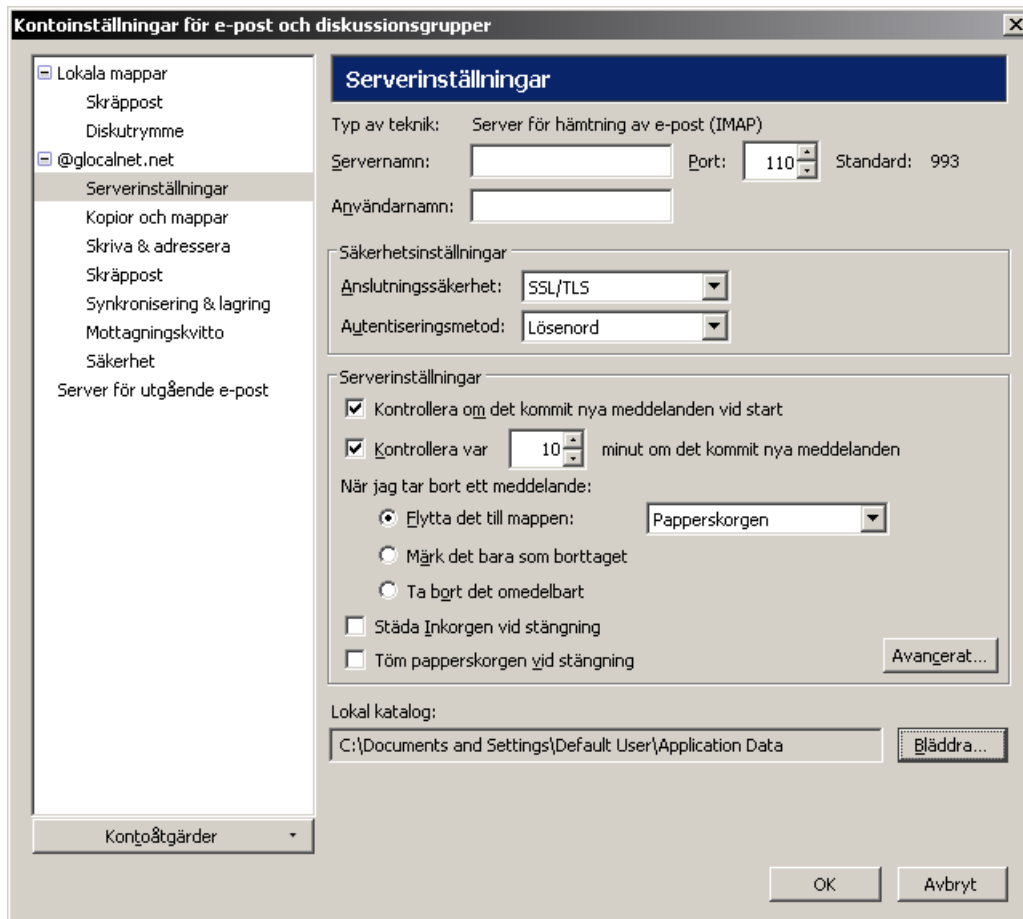 Kontoinställningar för e-post och diskussionsgrupper
Lokala mappar
Skräppost
Diskutrymme
@glocalnet.net
Serverinställningar
Kopior och mappar
Skriva & adressera
Skräppost
Synkronisering & lagring
Mottagningskvitto
Säkerhet
Server för utgående e-post
Kontoåtgärder
Serverinställningar
Typ av teknik: Server för hämtning av e-post (IMAP)
Servernamn: Port: 110 Standard: 993
Användarnamn:
Säkerhetsinställningar
Anslutningssäkerhet: SSL/TLS
Autentiseringsmetod: Lösenord
Serverinställningar
Kontrollera om det kommit nya meddelanden vid start
Kontrollera var 10 minut om det kommit nya meddelanden
När jag tar bort ett meddelande:
Flytta det till mappen: Papperskorgen
Märk det bara som borttaget
Ta bort det omedelbart
Städa Inkorgen vid stängning
Töm papperskorgen vid stängning
Avancerat...
Lokal katalog:
C:\Documents and Settings\Default User\Application Data Bläddra...
OK Avbryt